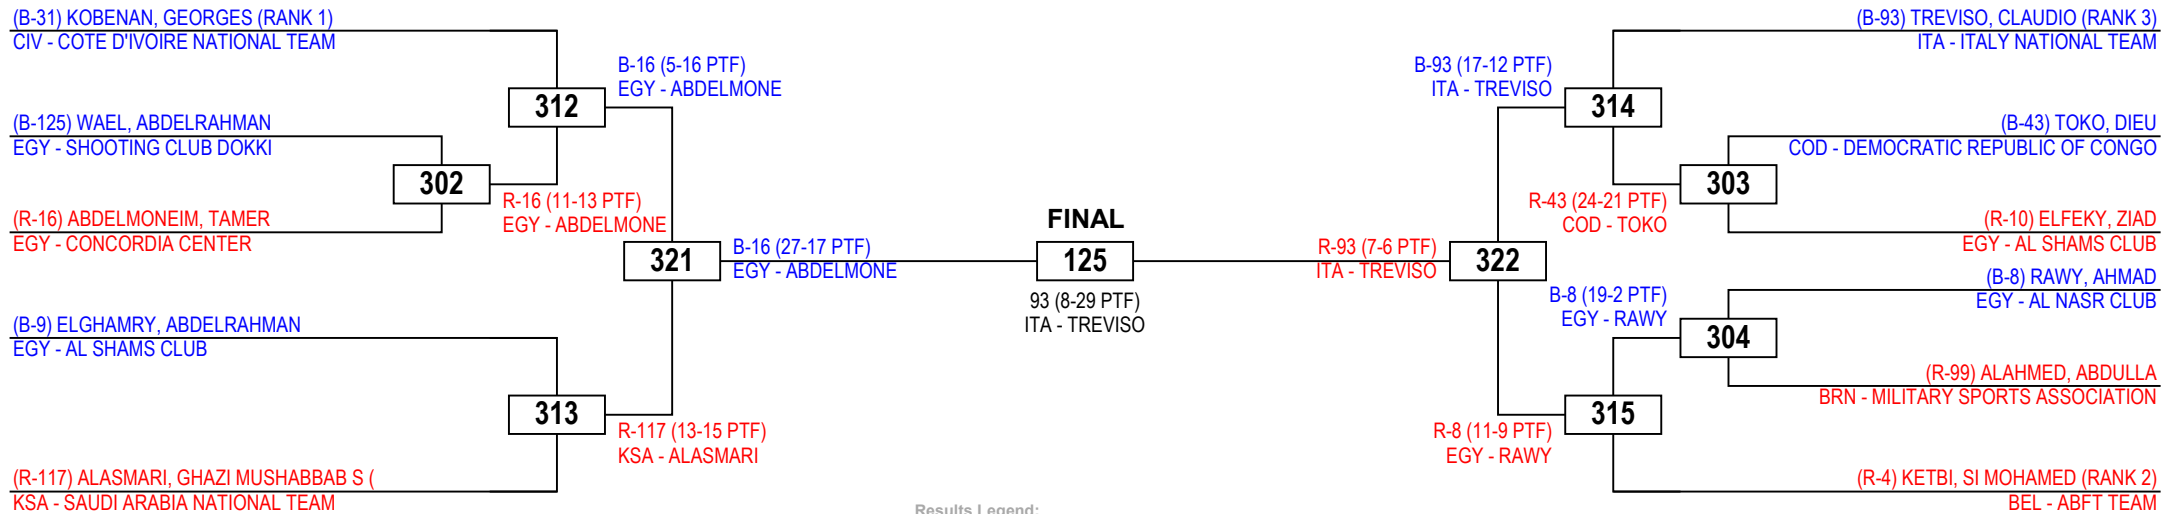 (B-31) KOBENAN, GEORGES (RANK 1)
CIV - COTE D'IVOIRE NATIONAL TEAM
B-16 (5-16 PTF)
EGY - ABDELMONE
312
(B-125) WAEL, ABDELRAHMAN
EGY - SHOOTING CLUB DOKKI
302
R-16 (11-13 PTF)
EGY - ABDELMONE
(R-16) ABDELMONEIM, TAMER
EGY - CONCORDIA CENTER
321
B-16 (27-17 PTF)
EGY - ABDELMONE
(B-9) ELGHAMRY, ABDELRAHMAN
EGY - AL SHAMS CLUB
313
R-117 (13-15 PTF)
KSA - ALASMARI
(R-117) ALASMARI, GHAZI MUSHABBAB S (
KSA - SAUDI ARABIA NATIONAL TEAM
FINAL
125
93 (8-29 PTF)
ITA - TREVISO
(B-93) TREVISO, CLAUDIO (RANK 3)
ITA - ITALY NATIONAL TEAM
B-93 (17-12 PTF)
ITA - TREVISO
314
(B-43) TOKO, DIEU
COD - DEMOCRATIC REPUBLIC OF CONGO
303
R-43 (24-21 PTF)
COD - TOKO
(R-10) ELFEKY, ZIAD
EGY - AL SHAMS CLUB
R-93 (7-6 PTF)
ITA - TREVISO
322
(B-8) RAWY, AHMAD
EGY - AL NASR CLUB
B-8 (19-2 PTF)
EGY - RAWY
304
(R-99) ALAHMED, ABDULLA
BRN - MILITARY SPORTS ASSOCIATION
315
R-8 (11-9 PTF)
EGY - RAWY
(R-4) KETBI, SI MOHAMED (RANK 2)
BEL - ABFT TEAM
Results Legend: